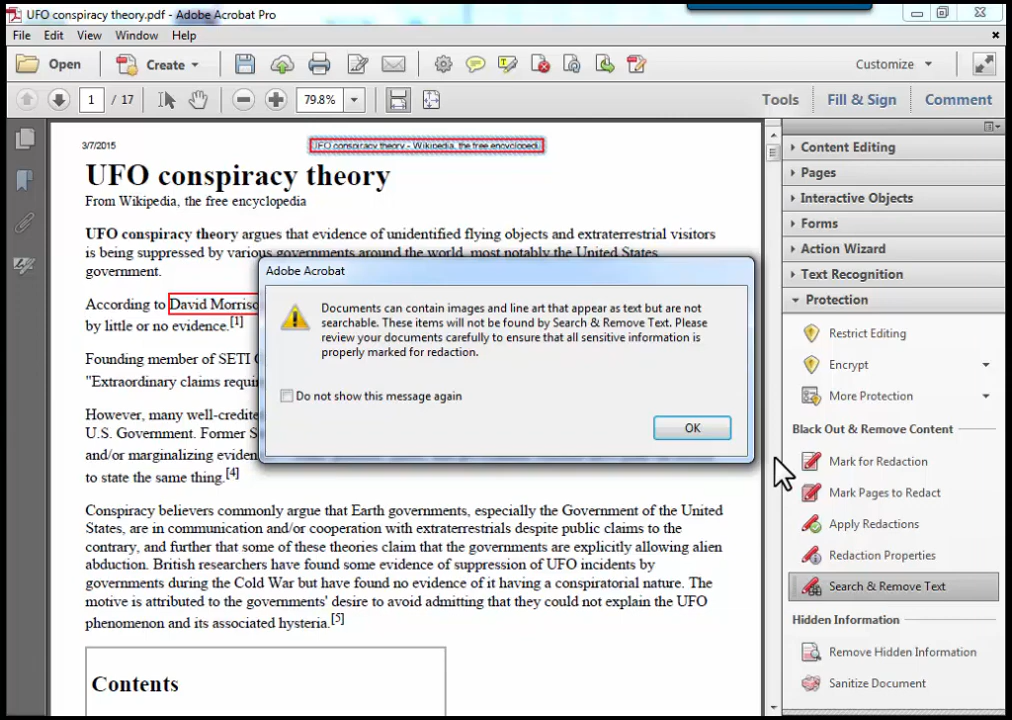 UFO conspiracy theory.pdf - Adobe Acrobat Pro
File Edit View Window Help
Open Create Customize
1 / 17 79.8% Tools Fill & Sign Comment
3/7/2015 UFO conspiracy theory - Wikipedia, the free encyclopedi
UFO conspiracy theory
From Wikipedia, the free encyclopedia
UFO conspiracy theory argues that evidence of unidentified flying objects and extraterrestrial visitors
is being suppressed by various governments around the world, most notably the United States
government.
According to David Morriso
by little or no evidence.[1]
Founding member of SETI
"Extraordinary claims requi
However, many well-credite
U.S. Government. Former
and/or marginalizing eviden
to state the same thing.[4]
Conspiracy believers commonly argue that Earth governments, especially the Government of the United
States, are in communication and/or cooperation with extraterrestrials despite public claims to the
contrary, and further that some of these theories claim that the governments are explicitly allowing alien
abduction. British researchers have found some evidence of suppression of UFO incidents by
governments during the Cold War but have found no evidence of it having a conspiratorial nature. The
motive is attributed to the governments' desire to avoid admitting that they could not explain the UFO
phenomenon and its associated hysteria.[5]
Contents
Adobe Acrobat
Documents can contain images and line art that appear as text but are not
searchable. These items will not be found by Search & Remove Text. Please
review your documents carefully to ensure that all sensitive information is
properly marked for redaction.
Do not show this message again
OK
Content Editing
Pages
Interactive Objects
Forms
Action Wizard
Text Recognition
Protection
Restrict Editing
Encrypt
More Protection
Black Out & Remove Content
Mark for Redaction
Mark Pages to Redact
Apply Redactions
Redaction Properties
Search & Remove Text
Hidden Information
Remove Hidden Information
Sanitize Document